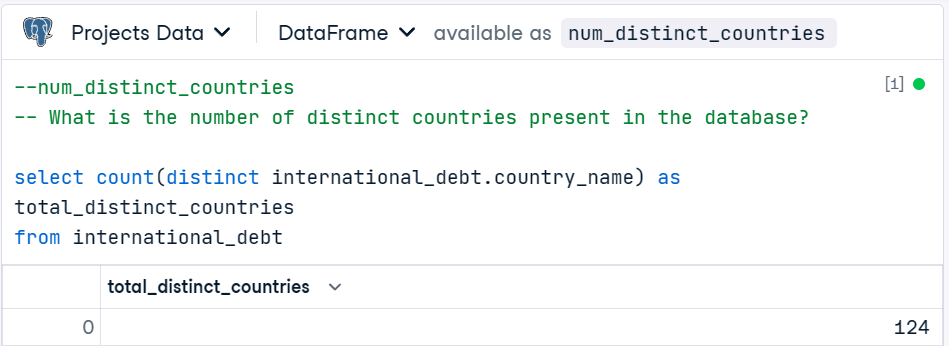 Projects Data DataFrame available as num_distinct_countries
--num_distinct_countries [1]
-- What is the number of distinct countries present in the database?
select count(distinct international_debt.country_name) as
total_distinct_countries
from international_debt
total_distinct_countries
0 124